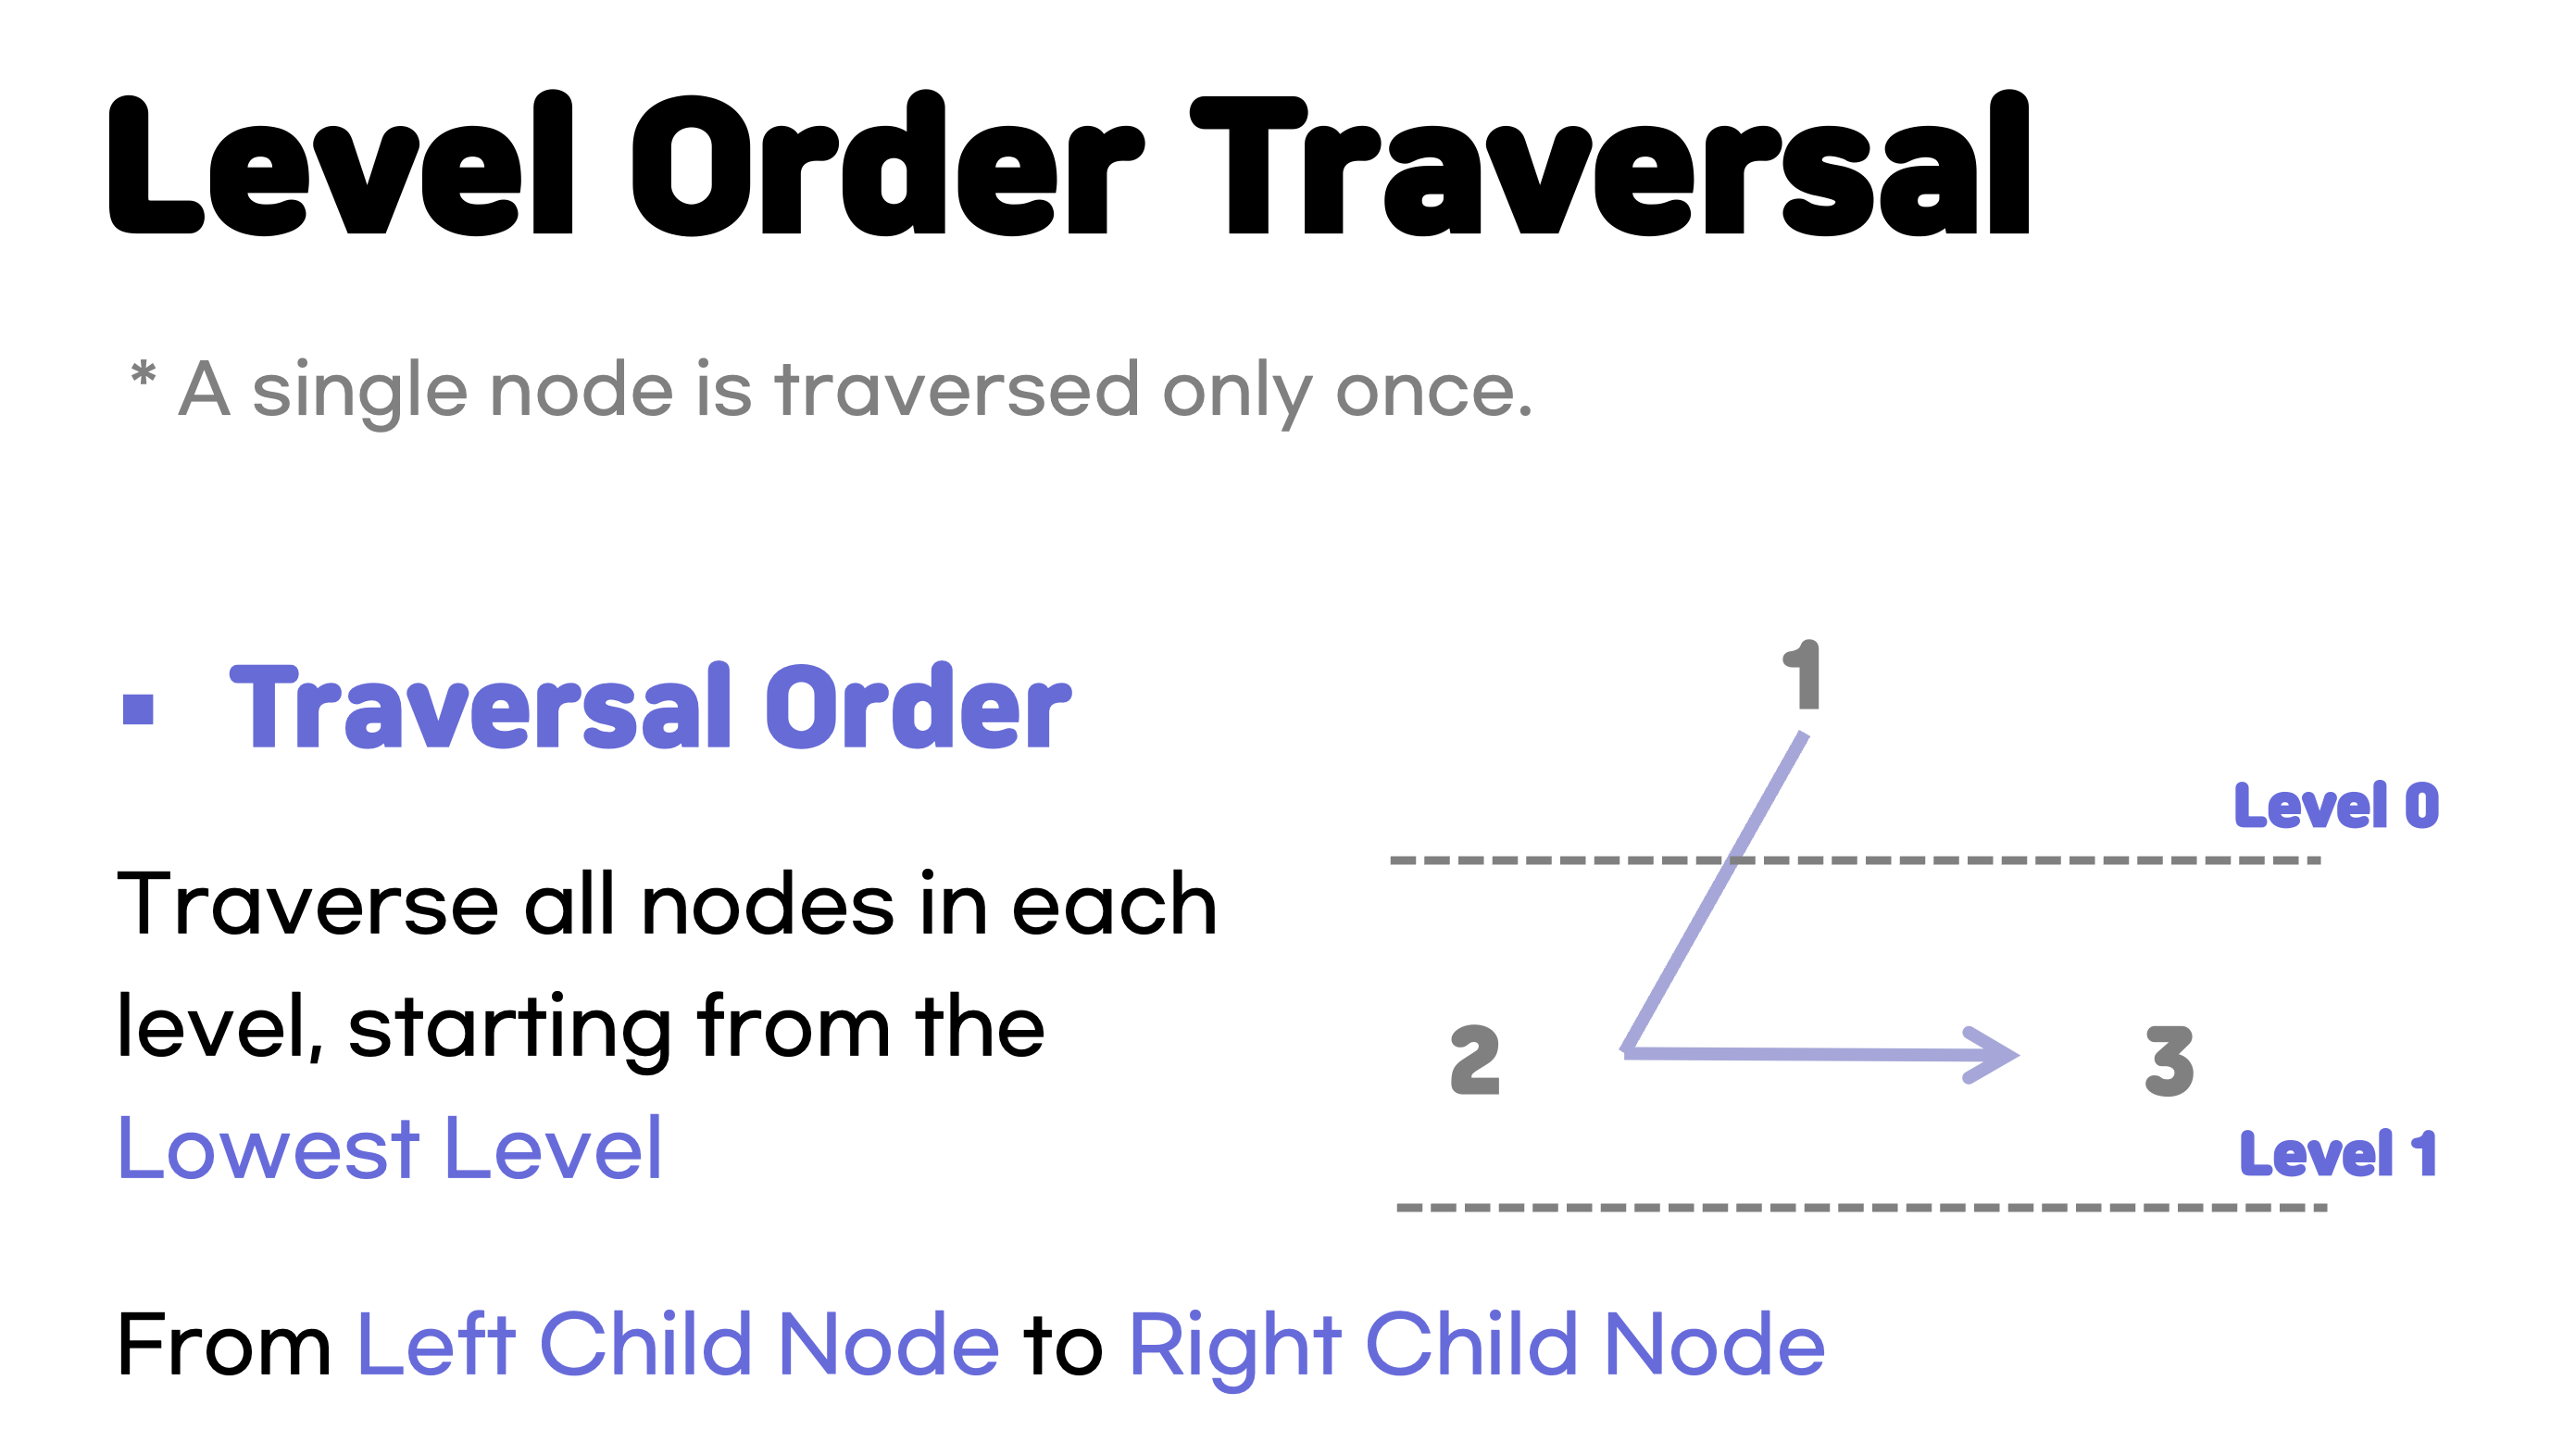 Level Order Traversal
* A single node is traversed only once.
▪ Traversal Order
Traverse all nodes in each
level, starting from the
Lowest Level
From Left Child Node to Right Child Node
1
Level 0
2
3
Level 1